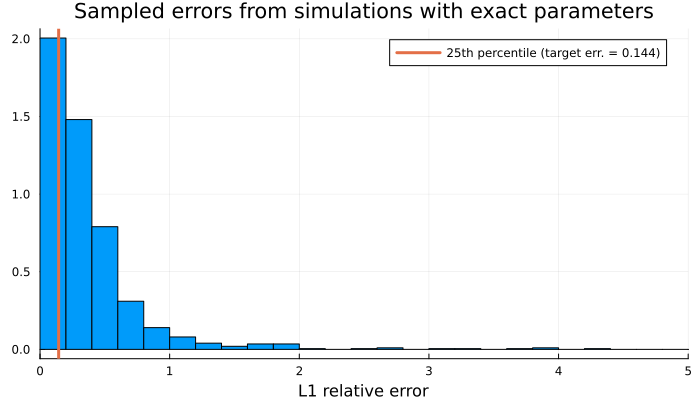 Sampled errors from simulations with exact parameters
25th percentile (target err. = 0.144)
2.0
1.5
1.0
0.5
0.0
0 1 2 3 4 5
L1 relative error